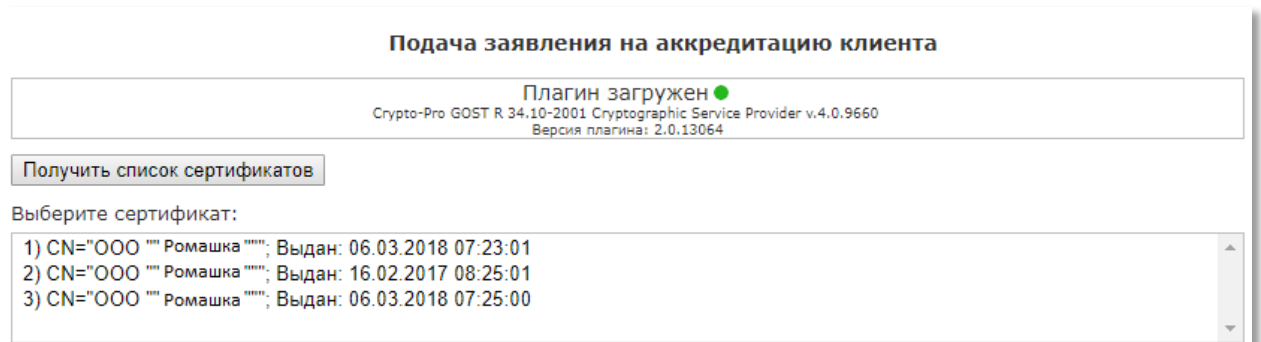 Подача заявления на аккредитацию клиента
Плагин загружен
Crypto-Pro GOST R 34.10-2001 Cryptographic Service Provider v.4.0.9660
Версия плагина: 2.0.13064
Получить список сертификатов
Выберите сертификат:
1) CN="ООО ""Ромашка"""; Выдан: 06.03.2018 07:23:01
2) CN="ООО ""Ромашка"""; Выдан: 16.02.2017 08:25:01
3) CN="ООО ""Ромашка"""; Выдан: 06.03.2018 07:25:00